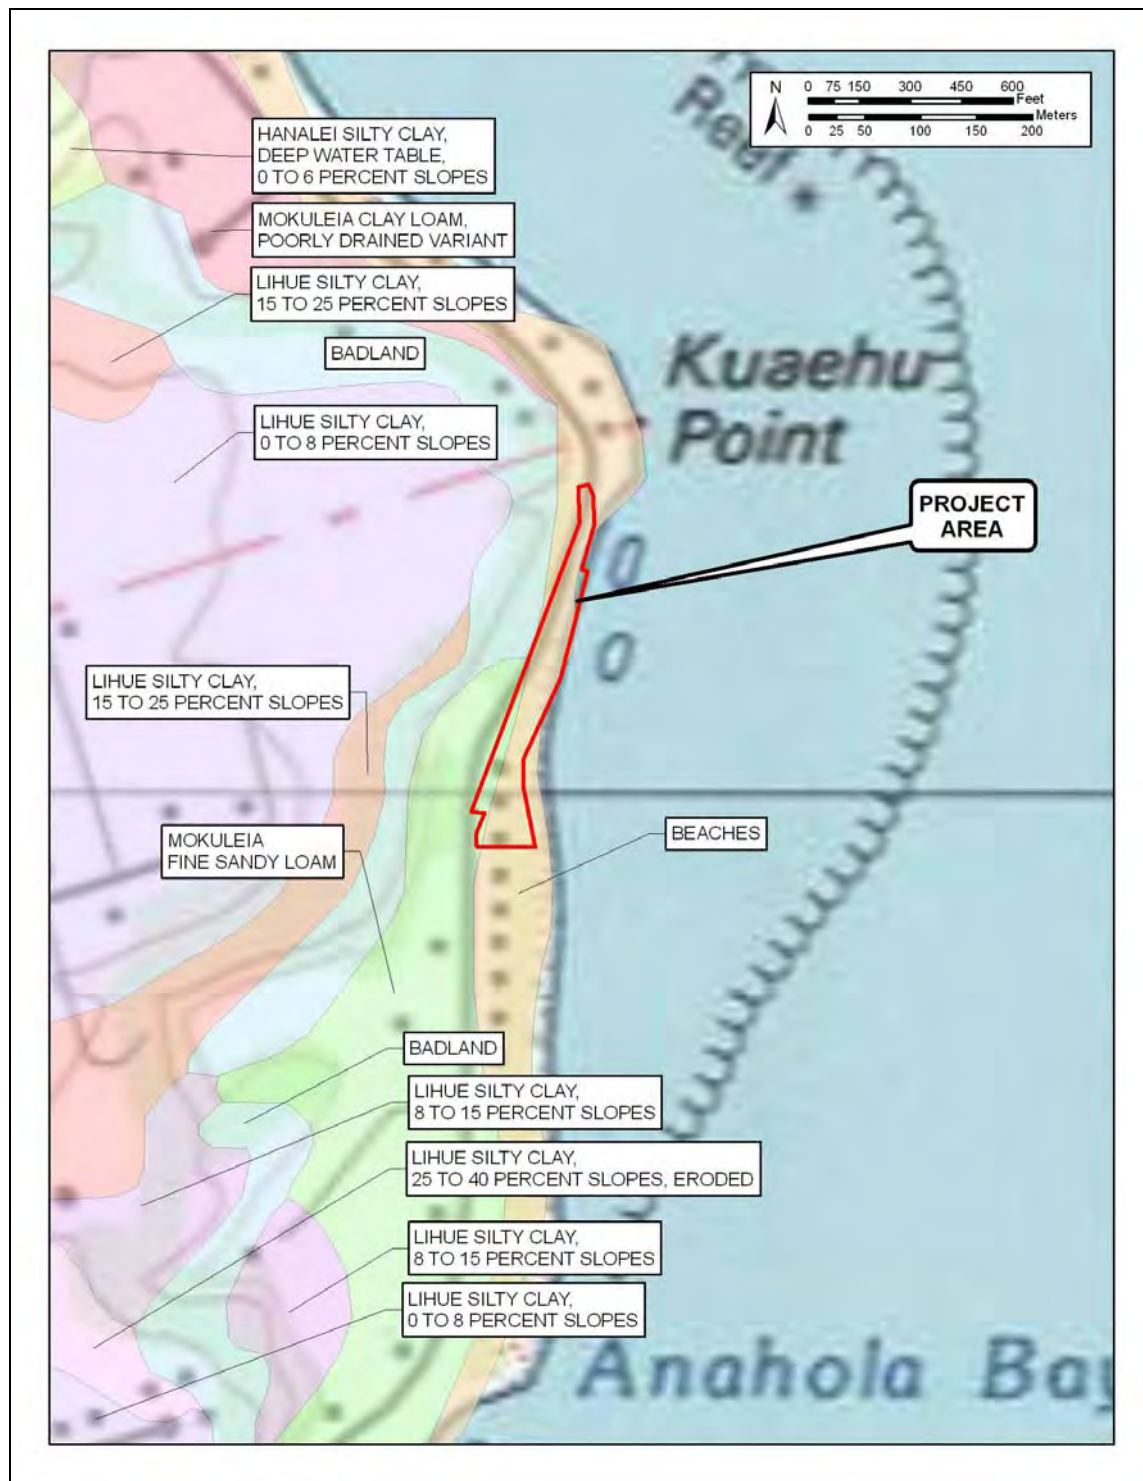 N
0 75 150 300 450 600
Feet
Meters
0 25 50 100 150 200
Reef
HANALEI SILTY CLAY,
DEEP WATER TABLE,
0 TO 6 PERCENT SLOPES
MOKULEIA CLAY LOAM,
POORLY DRAINED VARIANT
LIHUE SILTY CLAY,
15 TO 25 PERCENT SLOPES
BADLAND
Kuaehu
Point
LIHUE SILTY CLAY,
0 TO 8 PERCENT SLOPES
PROJECT
AREA
0
0
LIHUE SILTY CLAY,
15 TO 25 PERCENT SLOPES
MOKULEIA
FINE SANDY LOAM
BEACHES
BADLAND
LIHUE SILTY CLAY,
8 TO 15 PERCENT SLOPES
LIHUE SILTY CLAY,
25 TO 40 PERCENT SLOPES, ERODED
LIHUE SILTY CLAY,
8 TO 15 PERCENT SLOPES
LIHUE SILTY CLAY,
0 TO 8 PERCENT SLOPES
Anahola Bay